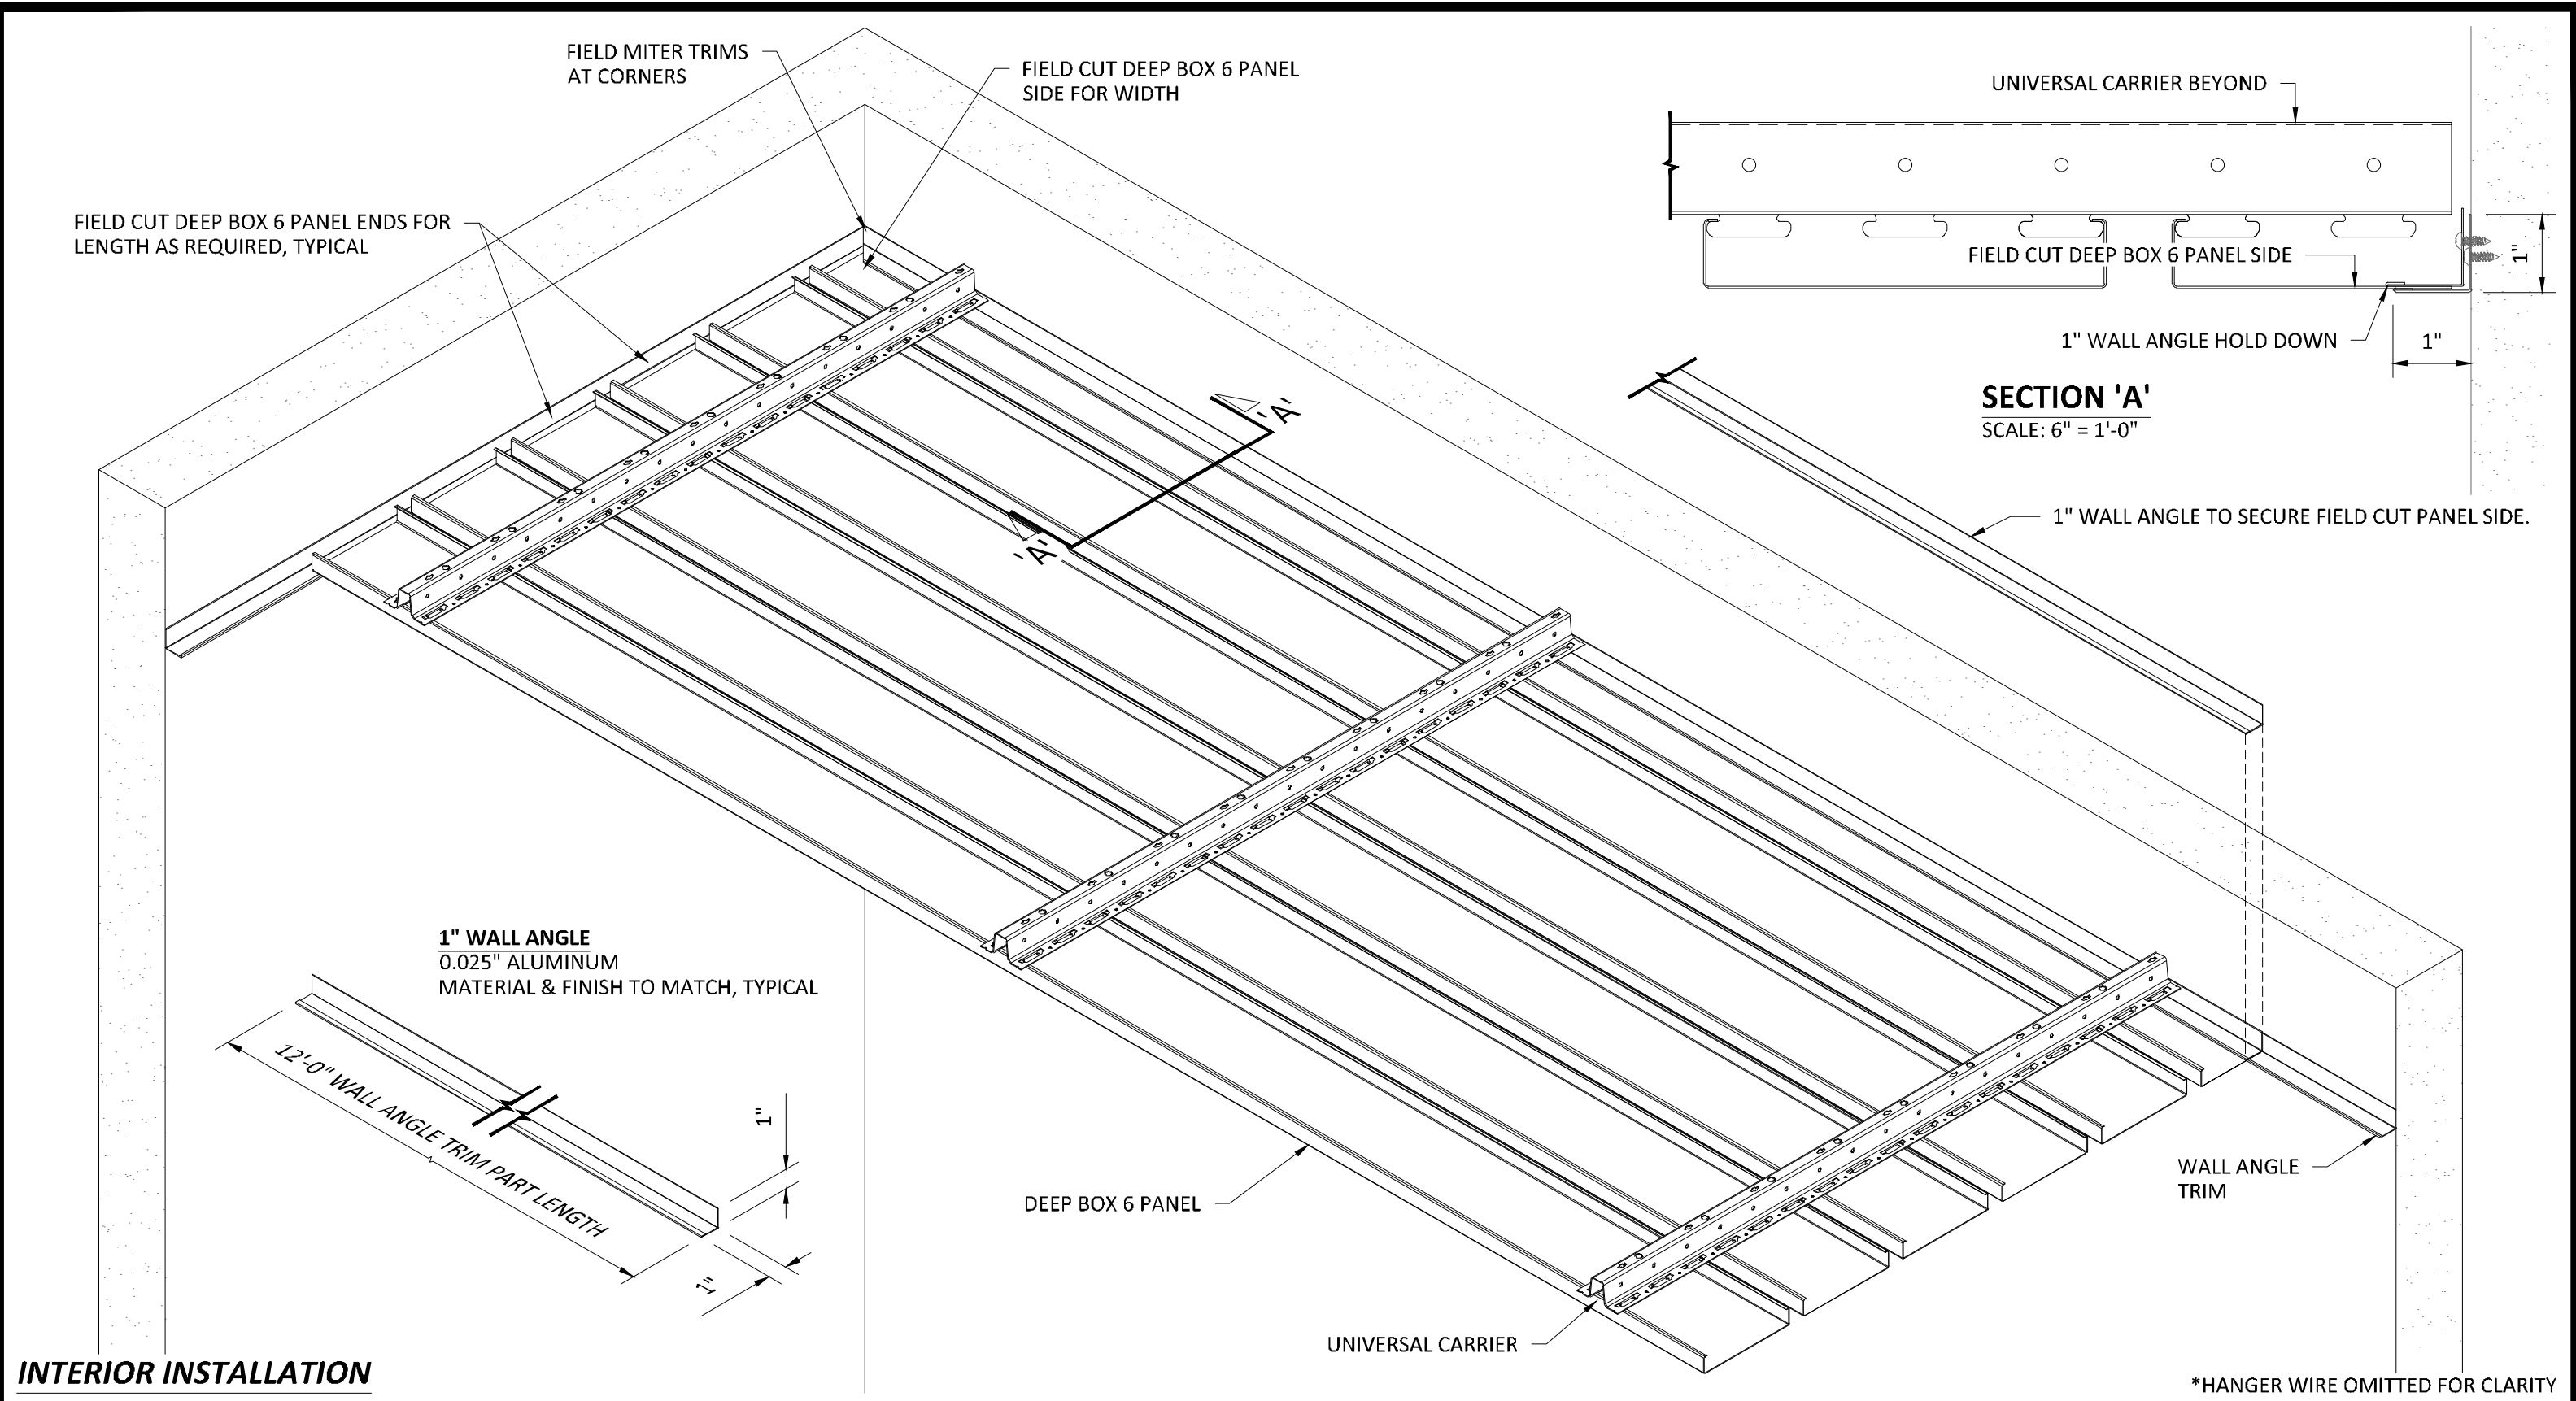 FIELD MITER TRIMS
AT CORNERS
FIELD CUT DEEP BOX 6 PANEL
SIDE FOR WIDTH
UNIVERSAL CARRIER BEYOND
FIELD CUT DEEP BOX 6 PANEL ENDS FOR
LENGTH AS REQUIRED, TYPICAL
FIELD CUT DEEP BOX 6 PANEL SIDE
1"
1" WALL ANGLE HOLD DOWN
1"
SECTION 'A'
SCALE: 6" = 1'-0"
'A'
'A'
1" WALL ANGLE TO SECURE FIELD CUT PANEL SIDE.
1" WALL ANGLE
0.025" ALUMINUM
MATERIAL & FINISH TO MATCH, TYPICAL
12'-0" WALL ANGLE TRIM PART LENGTH
1"
1"
DEEP BOX 6 PANEL
WALL ANGLE
TRIM
UNIVERSAL CARRIER
INTERIOR INSTALLATION
*HANGER WIRE OMITTED FOR CLARITY